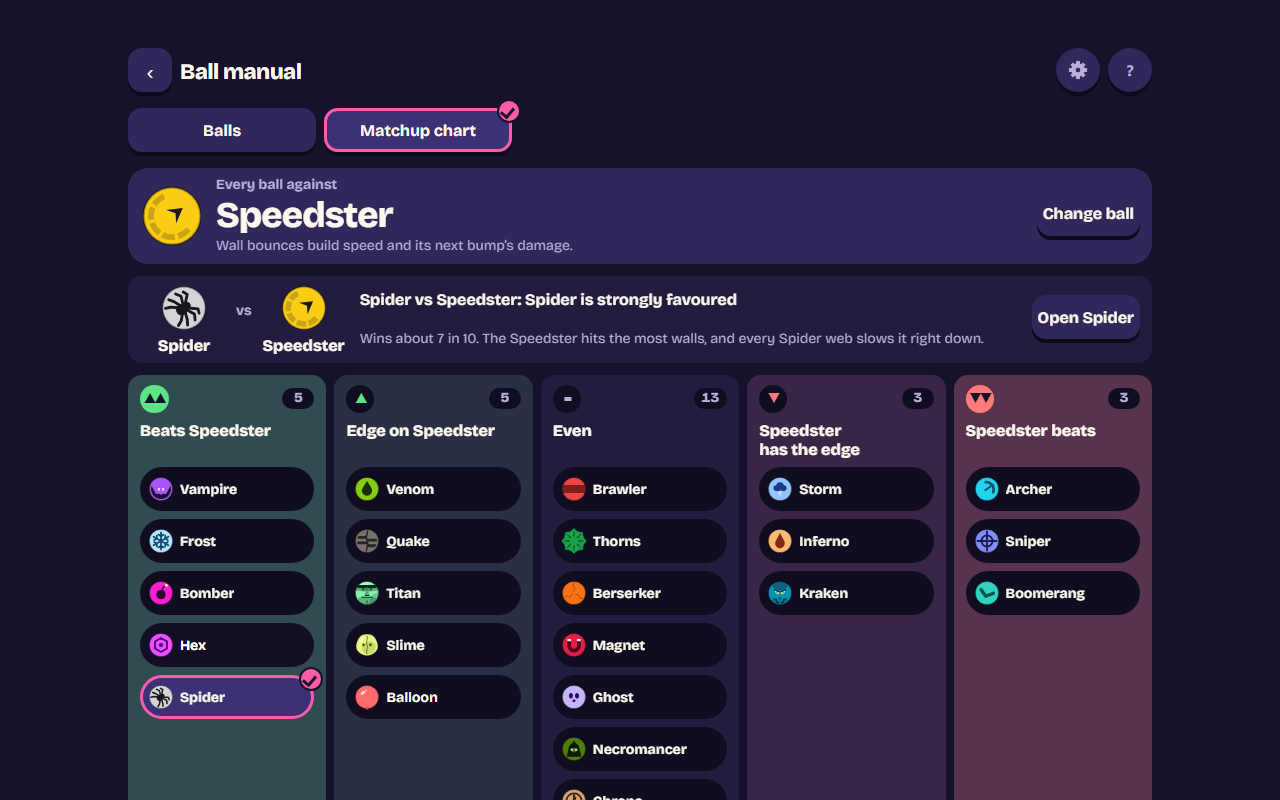 ‹ Ball manual ?
Balls Matchup chart
Every ball against
Speedster
Wall bounces build speed and its next bump's damage.
Change ball
Spider vs Speedster
Spider vs Speedster: Spider is strongly favoured
Wins about 7 in 10. The Speedster hits the most walls, and every Spider web slows it right down.
Open Spider
5
Beats Speedster
Vampire
Frost
Bomber
Hex
Spider
5
Edge on Speedster
Venom
Quake
Titan
Slime
Balloon
= 13
Even
Brawler
Thorns
Berserker
Magnet
Ghost
Necromancer
3
Speedster
has the edge
Storm
Inferno
Kraken
3
Speedster beats
Archer
Sniper
Boomerang